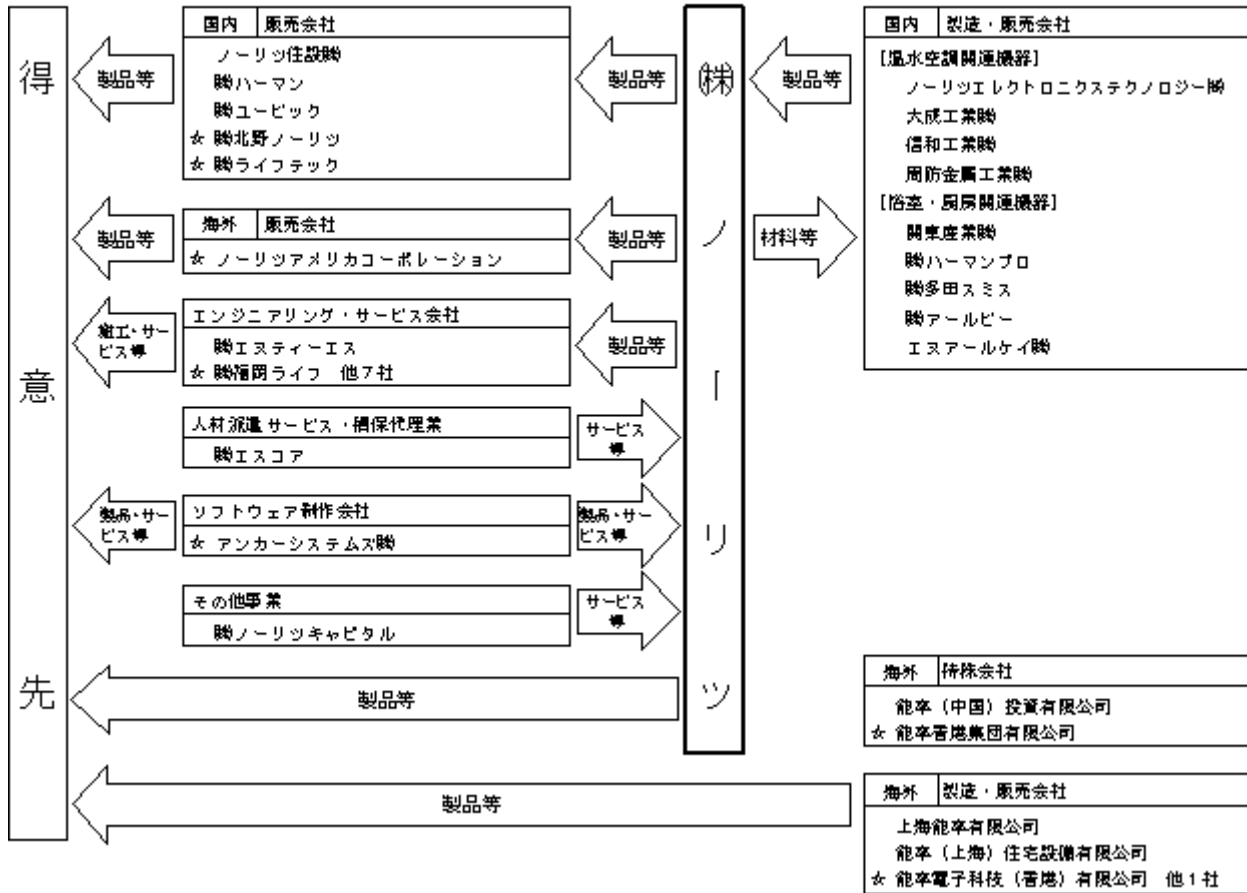 得意先
国内 販売会社
ノーリツ住設㈱
㈱ハーマン
㈱ユービック
☆ ㈱北野ノーリツ
☆ ㈱ライフテック
製品等
製品等
海外 販売会社
☆ ノーリツアメリカコーポレーション
製品等
製品等
エンジニアリング・サービス会社
㈱エヌティーエス
☆ ㈱福岡ライフ 他7社
施工・サー
ビス等
製品等
人材派遣サービス・損保代理業
㈱エスコア
サービス
等
ソフトウェア制作会社
☆ アンカーシステムズ㈱
製品・サー
ビス等
製品・サー
ビス等
その他事業
㈱ノーリツキャピタル
サービス
等
製品等
製品等
㈱ノーリツ
製品等
材料等
国内 製造・販売会社
[温水空調関連機器]
ノーリツエレクトロニクステクノロジー㈱
大成工業㈱
信和工業㈱
周防金属工業㈱
[浴室・厨房関連機器]
関東産業㈱
㈱ハーマンプロ
㈱多田スミス
㈱アールビー
エヌアールケイ㈱
海外 持株会社
能率（中国）投資有限公司
☆ 能率香港集団有限公司
海外 製造・販売会社
上海能率有限公司
能率（上海）住宅設備有限公司
☆ 能率電子科技（香港）有限公司 他1社